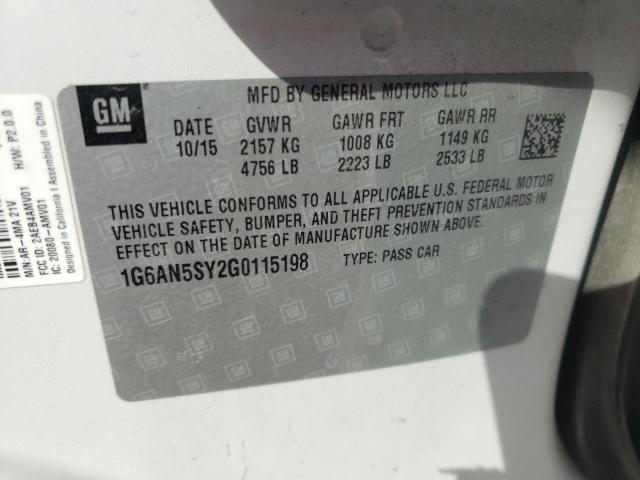 GM
MFD BY GENERAL MOTORS LLC
DATE GVWR GAWR FRT GAWR RR
10/15 2157 KG 1008 KG 1149 KG
4756 LB 2223 LB 2533 LB
THIS VEHICLE CONFORMS TO ALL APPLICABLE U.S. FEDERAL MOTOR
VEHICLE SAFETY, BUMPER, AND THEFT PREVENTION STANDARDS IN
EFFECT ON THE DATE OF MANUFACTURE SHOWN ABOVE.
1G6AN5SY2G0115198 TYPE: PASS CAR
M/N:AR-4MA 21V H/W: P2.0.0
FCC ID: 2AEB4AMV01
IC: 20080-AMV01
Designed in California | Assembled in China